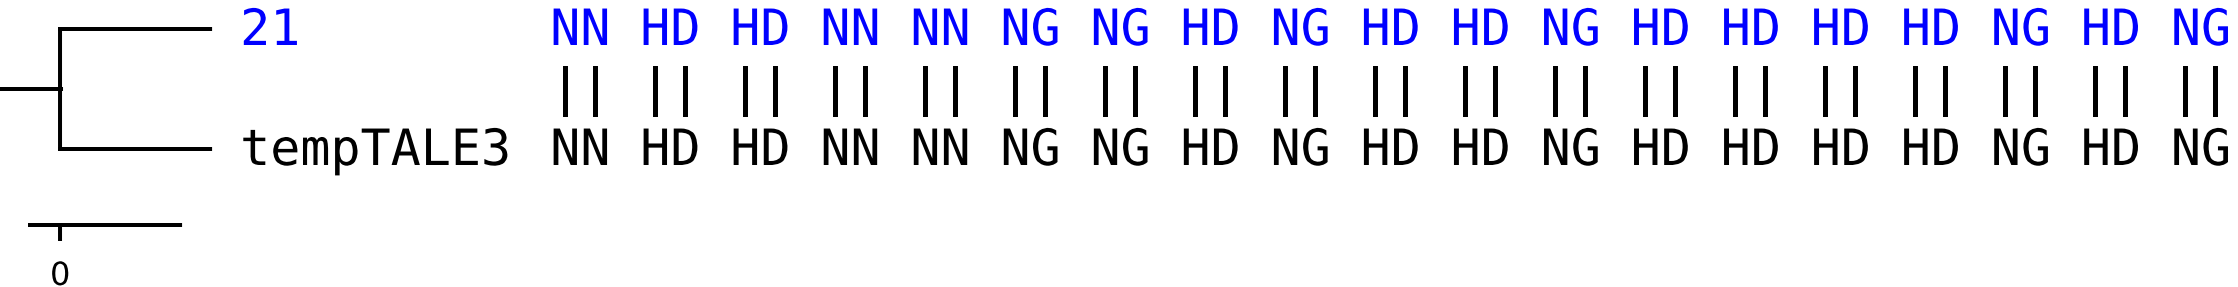 21 NN HD HD NN NN NG NG HD NG HD HD NG HD HD HD HD NG HD NG
tempTALE3 NN HD HD NN NN NG NG HD NG HD HD NG HD HD HD HD NG HD NG
0